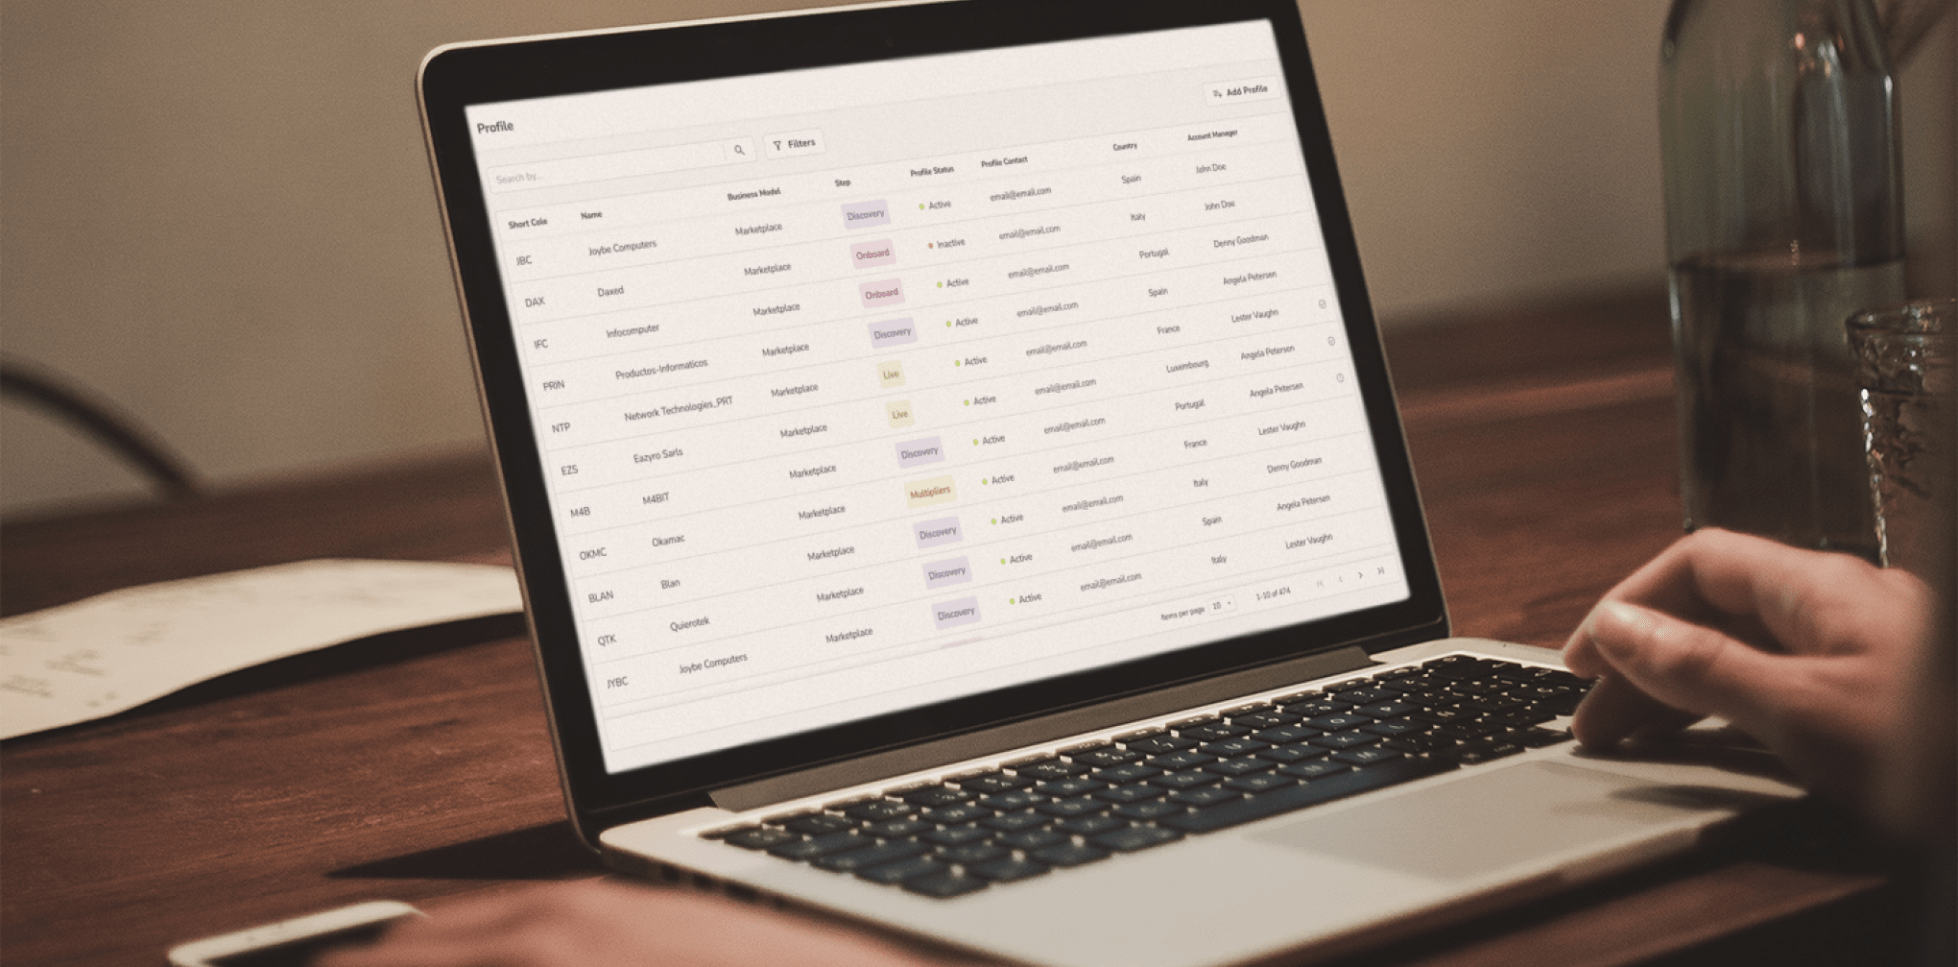 Profile
Add Profile
Search by...
Filters
Short Cole Name Business Model Step Profile Status Profile Contact Country Account Manager
JBC Joybe Computers Marketplace Discovery Active email@email.com Spain John Doe
DAX Daxed Marketplace Onboard Inactive email@email.com Italy John Doe
IFC Infocomputer Marketplace Onboard Active email@email.com Portugal Denny Goodman
PRIN Productos-Informaticos Marketplace Discovery Active email@email.com Spain Angela Petersen
NTP Network Technologies_PRT Marketplace Live Active email@email.com France Lester Vaughn
EZS Eazyro Sarls Marketplace Live Active email@email.com Luxembourg Angela Petersen
M4B M4BIT Marketplace Discovery Active email@email.com Portugal Angela Petersen
OKMC Okamac Marketplace Multipliers Active email@email.com France Lester Vaughn
BLAN Blan Marketplace Discovery Active email@email.com Italy Denny Goodman
QTK Quierotek Marketplace Discovery Active email@email.com Spain Angela Petersen
JYBC Joybe Computers Marketplace Discovery Active email@email.com Italy Lester Vaughn
Items per page 10 1-10 of 474